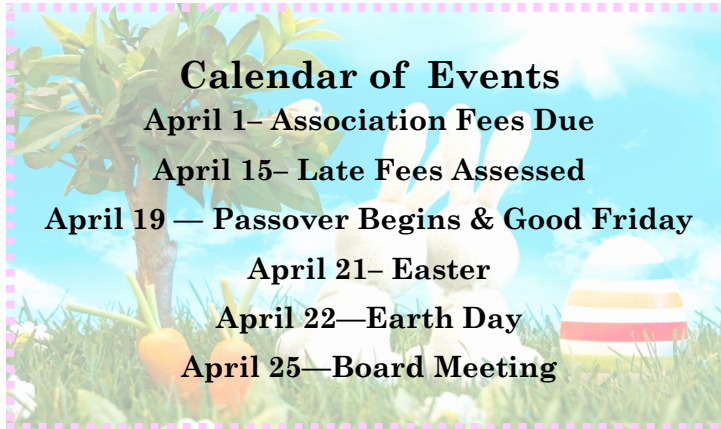 Calendar of Events
April 1– Association Fees Due
April 15– Late Fees Assessed
April 19 — Passover Begins & Good Friday
April 21– Easter
April 22—Earth Day
April 25—Board Meeting